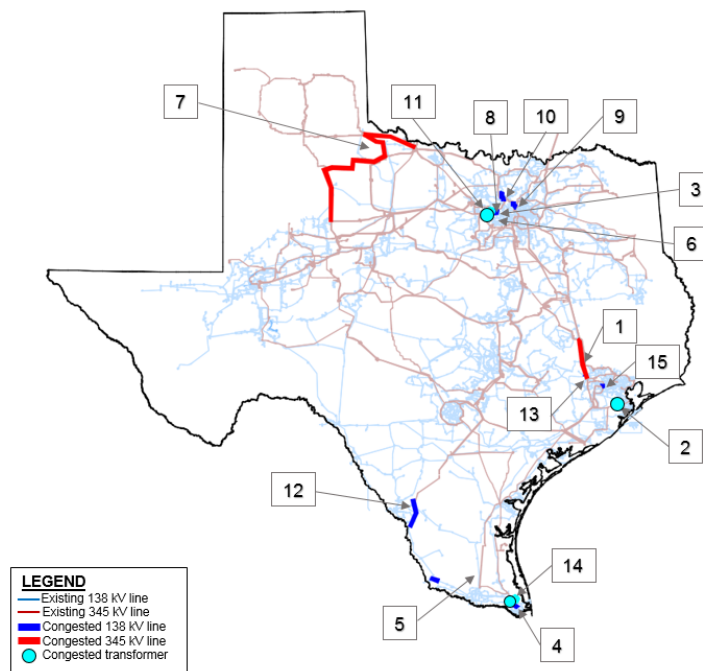 7
11
8
10
9
3
6
1
15
13
2
12
14
5
4
LEGEND
Existing 138 kV line
Existing 345 kV line
Congested 138 kV line
Congested 345 kV line
Congested transformer